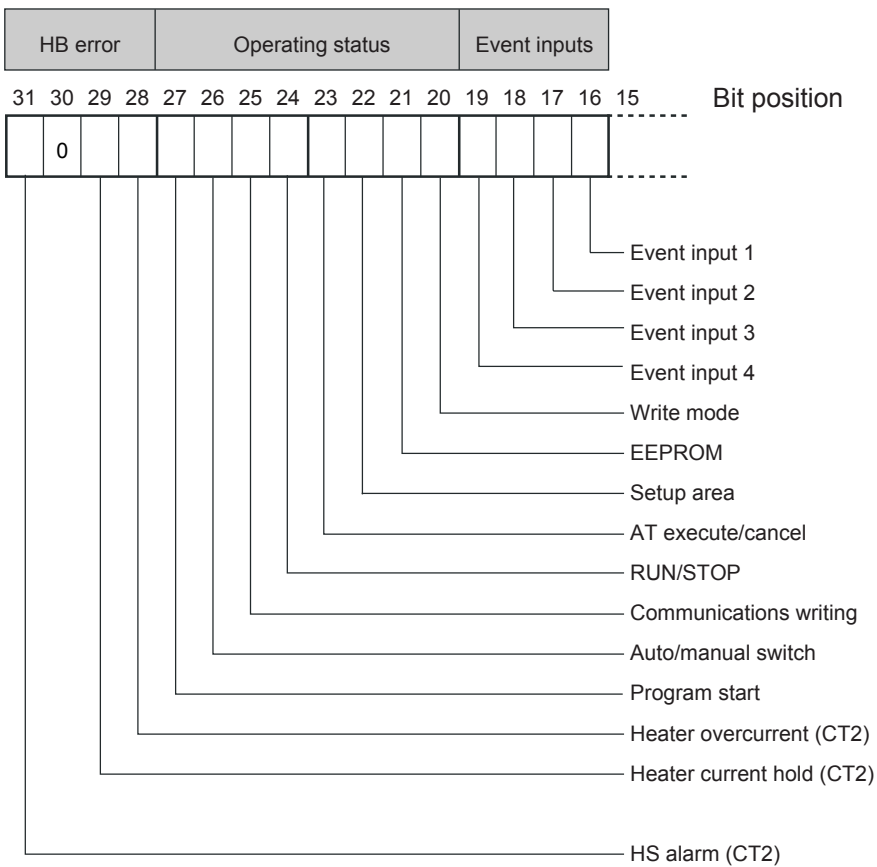 HB error Operating status Event inputs
31 30 29 28 27 26 25 24 23 22 21 20 19 18 17 16 15 Bit position
0
Event input 1
Event input 2
Event input 3
Event input 4
Write mode
EEPROM
Setup area
AT execute/cancel
RUN/STOP
Communications writing
Auto/manual switch
Program start
Heater overcurrent (CT2)
Heater current hold (CT2)
HS alarm (CT2)